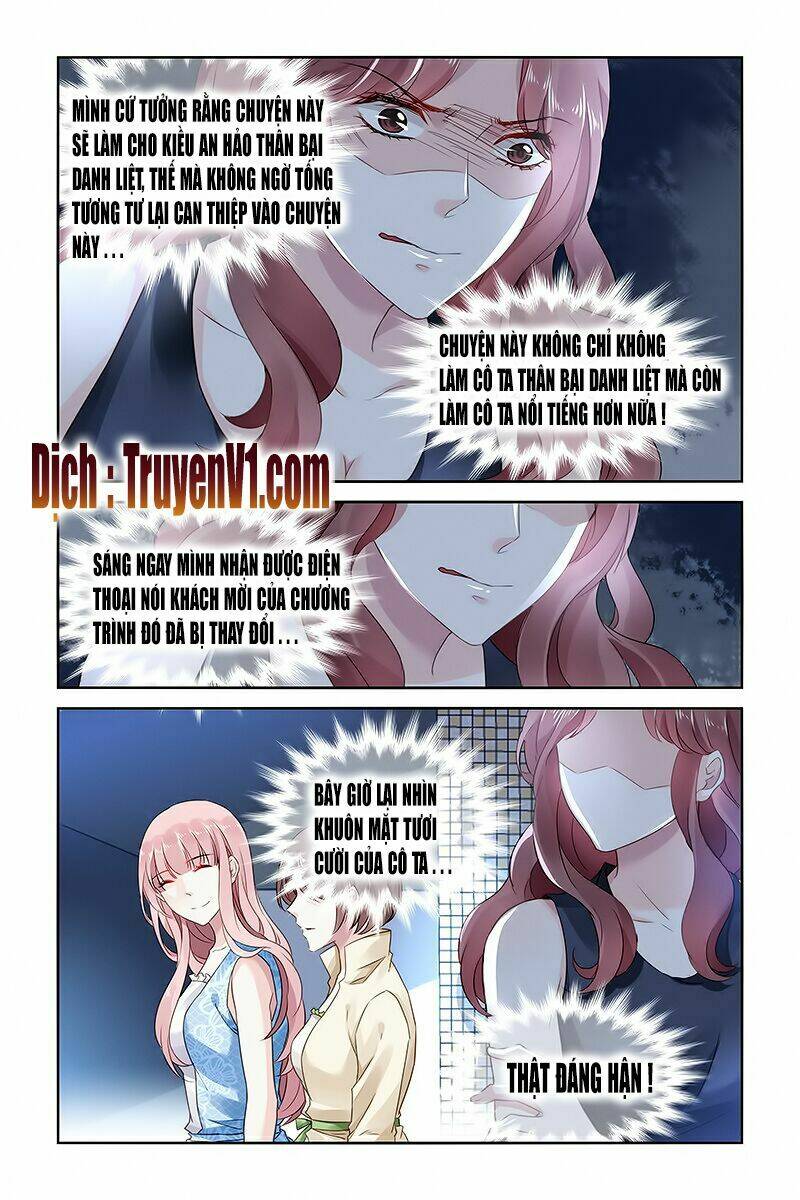 MÌNH CỨ TƯỞNG RẰNG CHUYỆN NÀY
SẼ LÀM CHO KIỀU AN HẢO THÂN BẠI
DANH LIỆT, THẾ MÀ KHÔNG NGỜ TỐNG
TƯƠNG TƯ LẠI CAN THIỆP VÀO CHUYỆN
NÀY . . .
CHUYỆN NÀY KHÔNG CHỈ KHÔNG
LÀM CÔ TA THÂN BẠI DANH LIỆT MÀ CÒN
LÀM CÔ TA NỔI TIẾNG HƠN NỮA !
Dịch : TruyenV1.com
SÁNG NGAY MÌNH NHẬN ĐƯỢC ĐIỆN
THOẠI NÓI KHÁCH MỜI CỦA CHƯƠNG
TRÌNH ĐÓ ĐÃ BỊ THAY ĐỔI . . .
BÂY GIỜ LẠI NHÌN
KHUÔN MẶT TƯƠI
CƯỜI CỦA CÔ TA . . .
THẬT ĐÁNG HẬN !